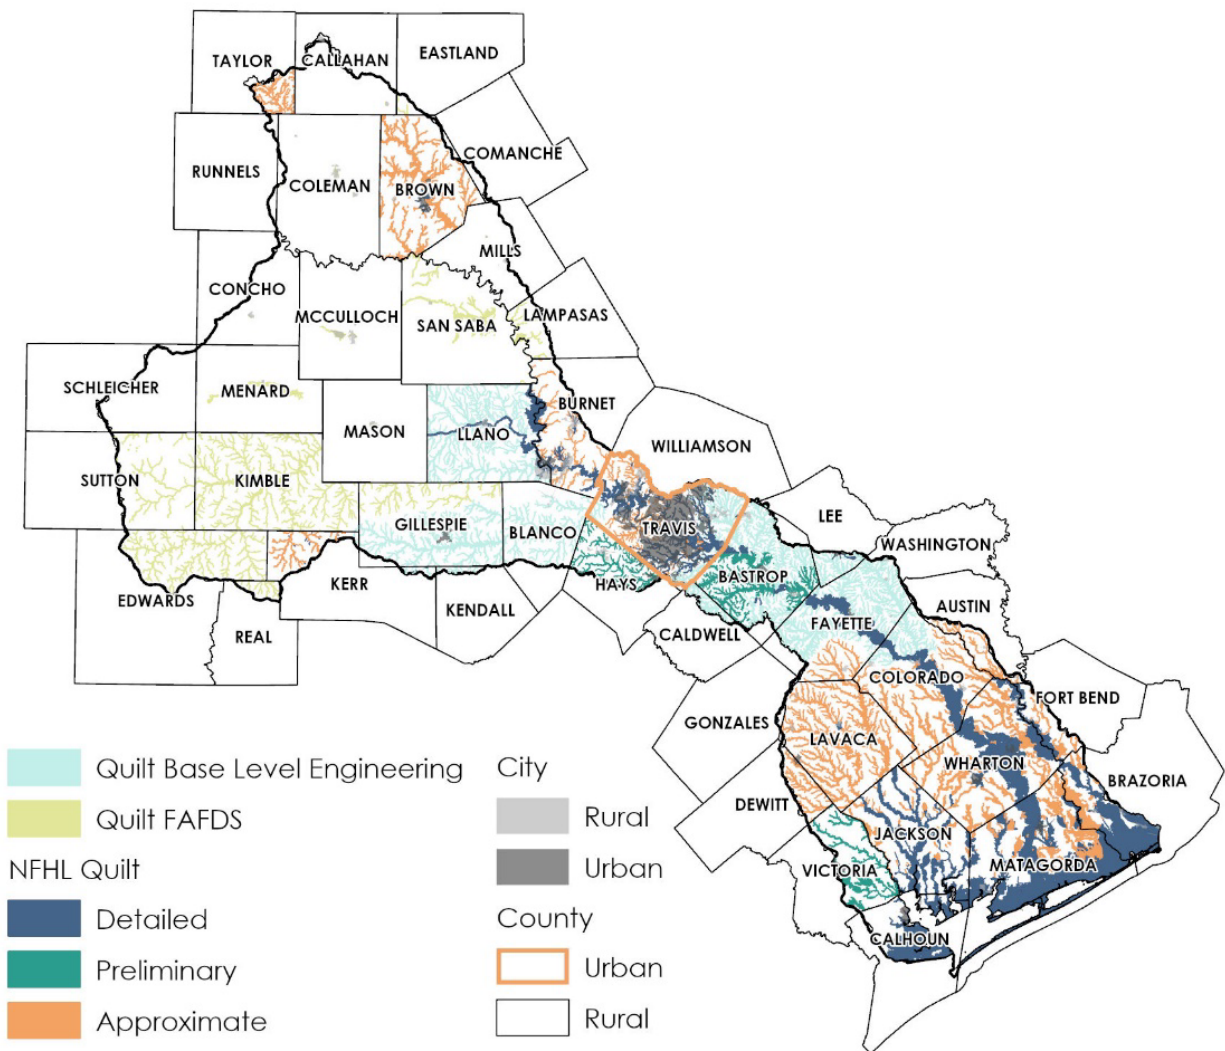 EASTLAND
TAYLOR
CALLAHAN
COMANCHE
RUNNELS
COLEMAN
BROWN
MILLS
CONCHO
MCCULLOCH
SAN SABA
LAMPASAS
SCHLEICHER
MENARD
BURNET
MASON
LLANO
WILLIAMSON
SUTTON
KIMBLE
GILLESPIE
BLANCO
TRAVIS
LEE
WASHINGTON
HAYS
BASTROP
EDWARDS
KERR
KENDALL
AUSTIN
REAL
CALDWELL
FAYETTE
COLORADO
FORT BEND
GONZALES
LAVACA
WHARTON
BRAZORIA
DEWITT
JACKSON
MATAGORDA
VICTORIA
CALHOUN
Quilt Base Level Engineering
Quilt FAFDS
NFHL Quilt
Detailed
Preliminary
Approximate
City
Rural
Urban
County
Urban
Rural